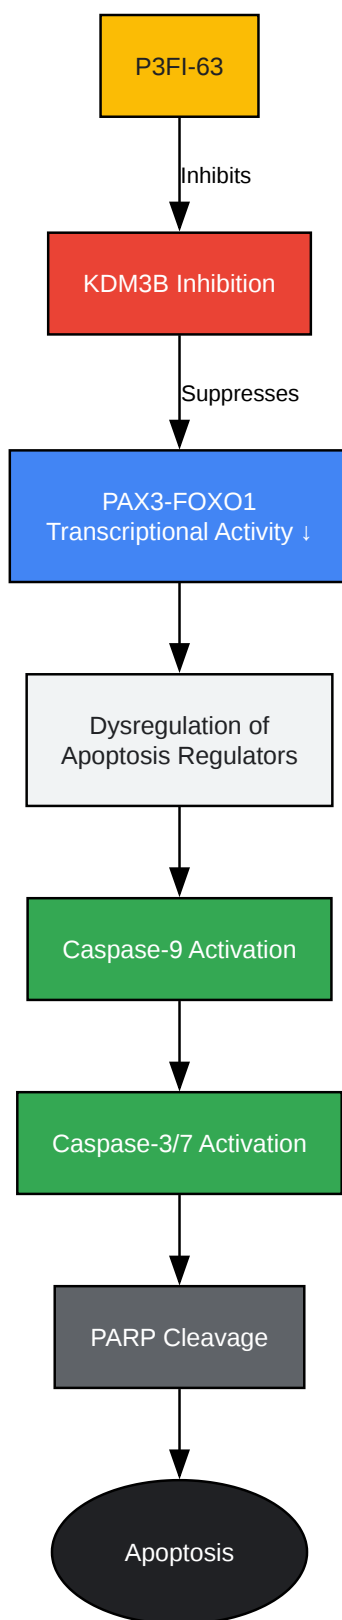 P3FI-63
Inhibits
KDM3B Inhibition
Suppresses
PAX3-FOXO1
Transcriptional Activity ↓
Dysregulation of
Apoptosis Regulators
Caspase-9 Activation
Caspase-3/7 Activation
PARP Cleavage
Apoptosis